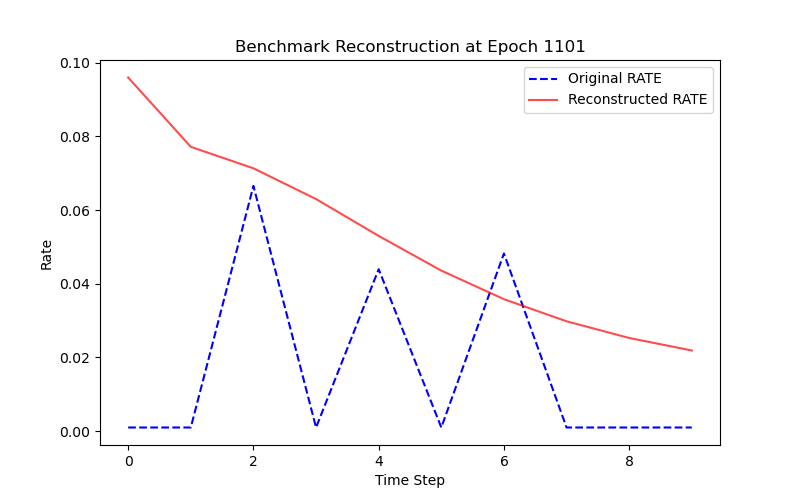 Benchmark Reconstruction at Epoch 1101
Original RATE
Reconstructed RATE
Rate
0.10
0.08
0.06
0.04
0.02
0.00
0 2 4 6 8
Time Step